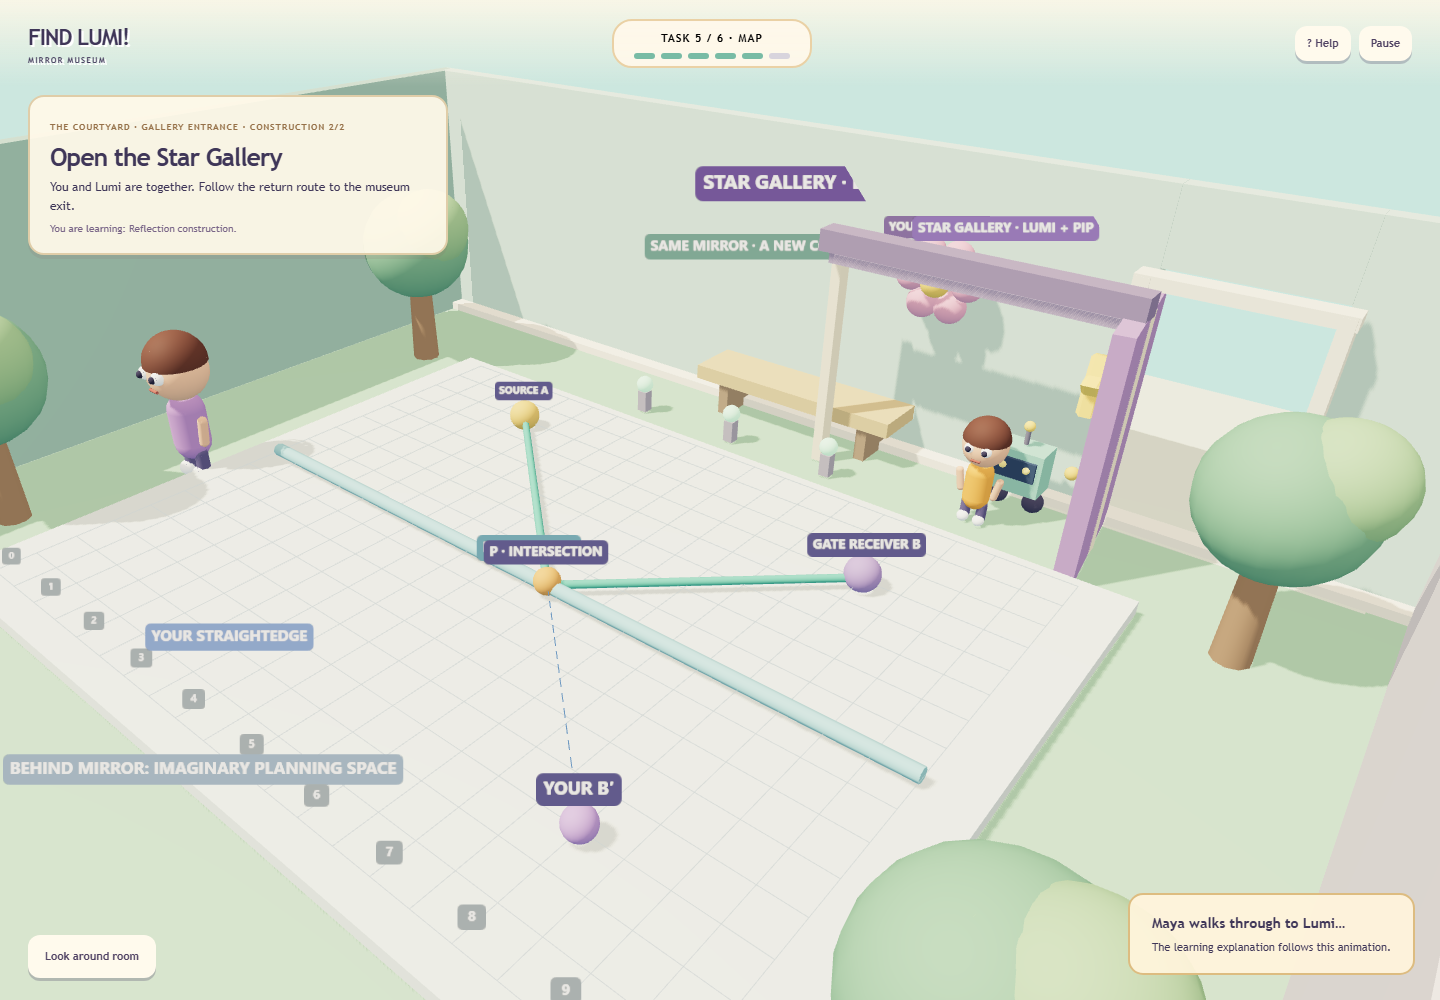 FIND LUMI!
MIRROR MUSEUM
TASK 5 / 6 • MAP
? Help
Pause
THE COURTYARD • GALLERY ENTRANCE • CONSTRUCTION 2/2
Open the Star Gallery
You and Lumi are together. Follow the return route to the museum
exit.
You are learning: Reflection construction.
STAR GALLERY ·
YOU
STAR GALLERY · LUMI + PIP
SAME MIRROR · A NEW
SOURCE A
P · INTERSECTION
GATE RECEIVER B
0
1
2
3
4
5
6
7
8
9
YOUR STRAIGHTEDGE
BEHIND MIRROR: IMAGINARY PLANNING SPACE
YOUR B′
Look around room
Maya walks through to Lumi...
The learning explanation follows this animation.